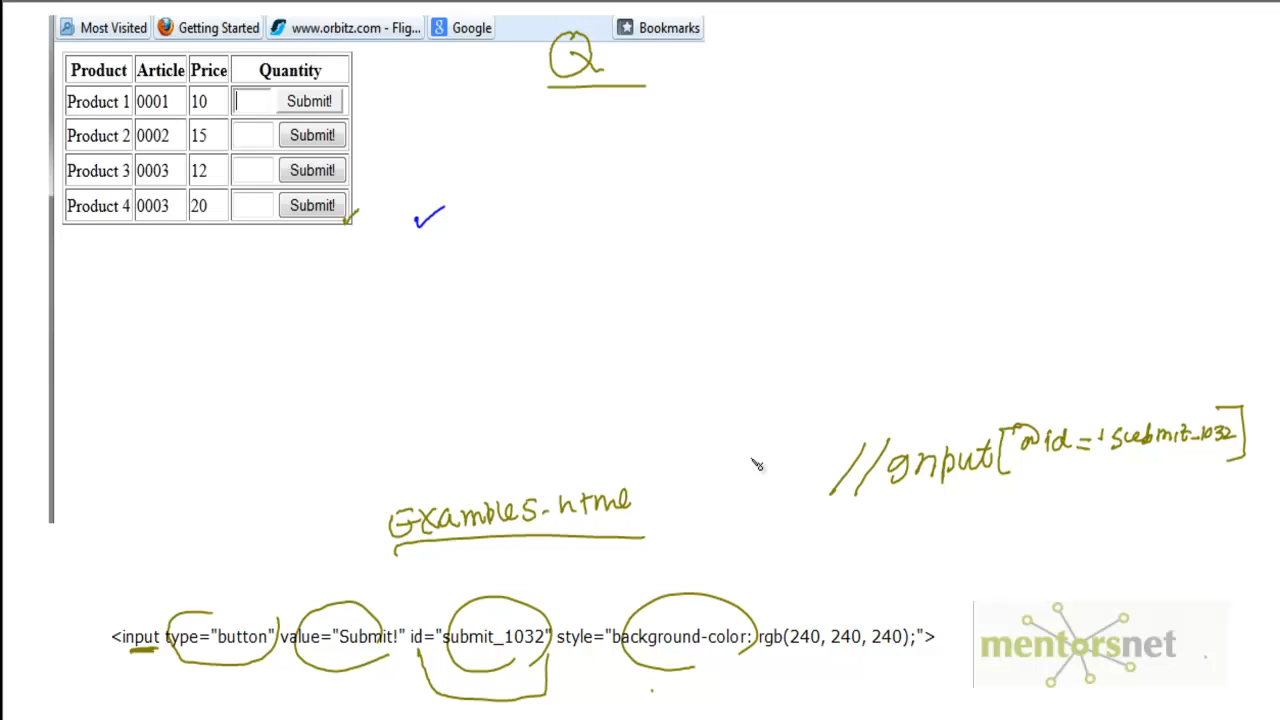 Most Visited Getting Started www.orbitz.com - Flig... Google Bookmarks
Q
Product Article Price Quantity
Product 1 0001 10 Submit!
Product 2 0002 15 Submit!
Product 3 0003 12 Submit!
Product 4 0003 20 Submit!
//input[@id='submit_1032]
Examples.html
<input type="button" value="Submit!" id="submit_1032" style="background-color: rgb(240, 240, 240);">
mentorsnet